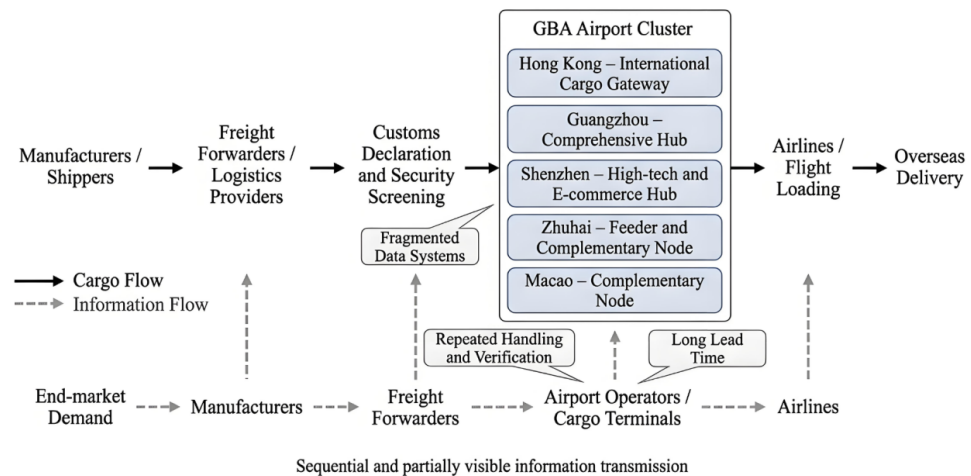 GBA Airport Cluster
Hong Kong – International
Cargo Gateway
Guangzhou –
Comprehensive Hub
Shenzhen – High-tech and
E-commerce Hub
Zhuhai – Feeder and
Complementary Node
Macao – Complementary
Node
Manufacturers /
Shippers
Freight
Forwarders /
Logistics
Providers
Customs
Declaration
and Security
Screening
Airlines /
Flight
Loading
Overseas
Delivery
Fragmented
Data Systems
Cargo Flow
Information Flow
Repeated Handling
and Verification
Long Lead
Time
End-market
Demand
Manufacturers
Freight
Forwarders
Airport Operators /
Cargo Terminals
Airlines
Sequential and partially visible information transmission